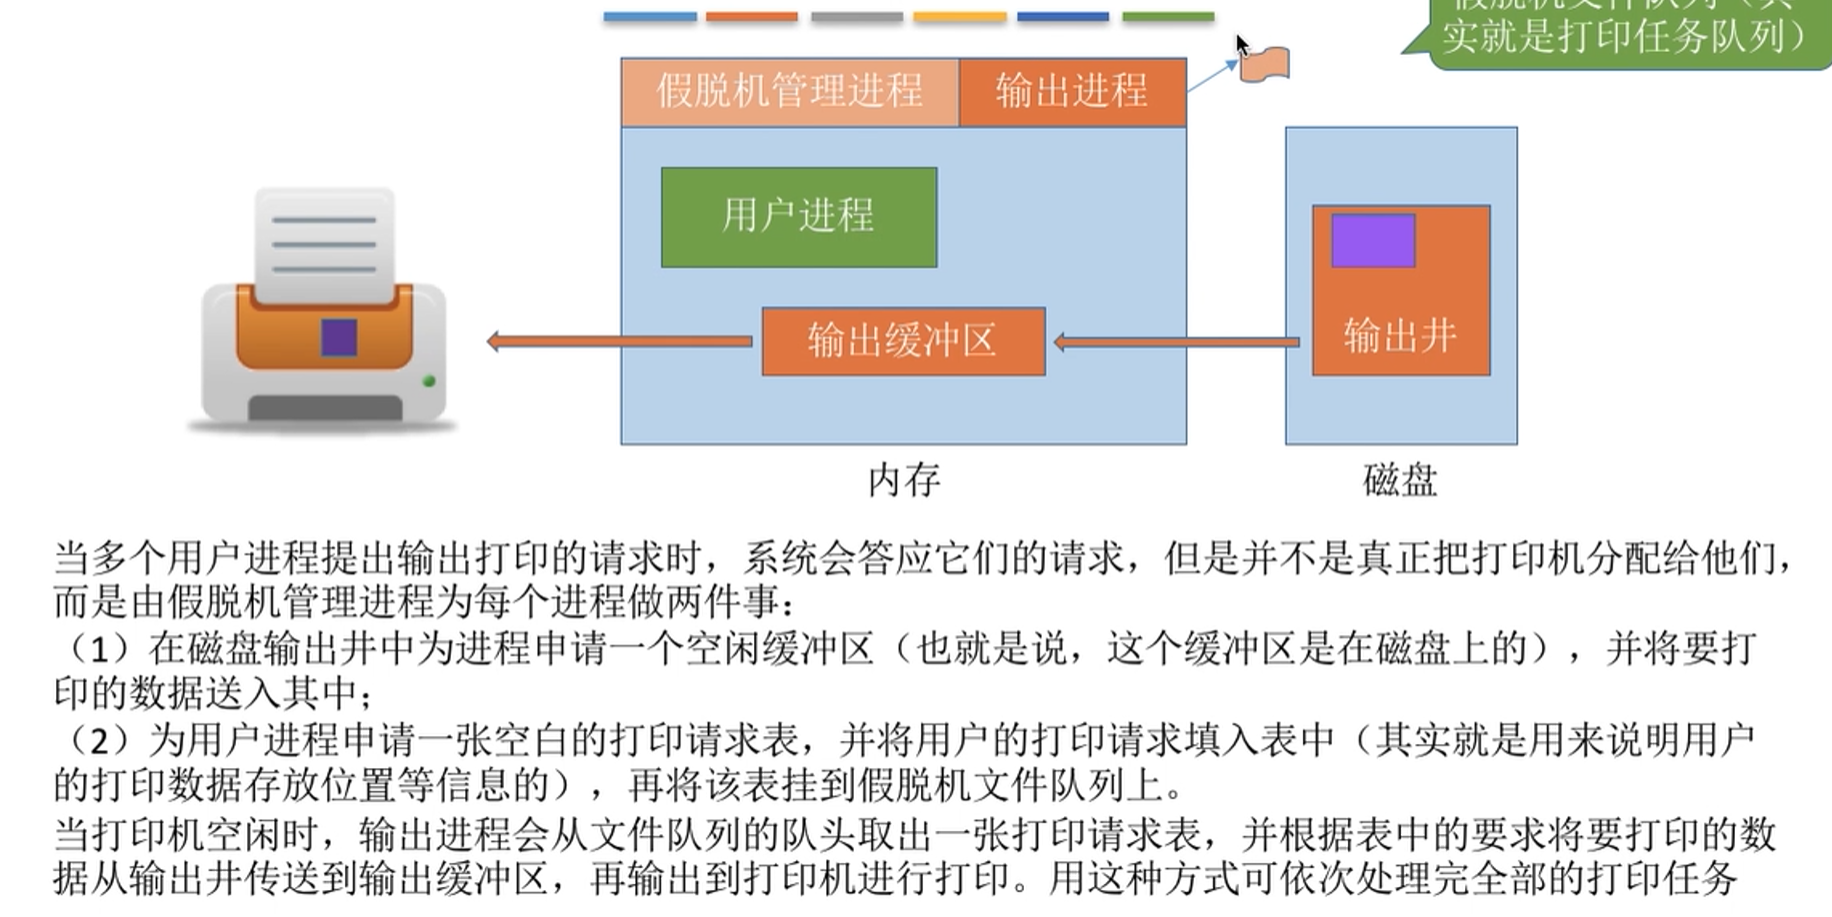 实就是打印任务队列）
假脱机管理进程
输出进程
用户进程
输出缓冲区
输出井
内存
磁盘
当多个用户进程提出输出打印的请求时，系统会答应它们的请求，但是并不是真正把打印机分配给他们，
而是由假脱机管理进程为每个进程做两件事：
（1）在磁盘输出井中为进程申请一个空闲缓冲区（也就是说，这个缓冲区是在磁盘上的），并将要打
印的数据送入其中；
（2）为用户进程申请一张空白的打印请求表，并将用户的打印请求填入表中（其实就是用来说明用户
的打印数据存放位置等信息的），再将该表挂到假脱机文件队列上。
当打印机空闲时，输出进程会从文件队列的队头取出一张打印请求表，并根据表中的要求将要打印的数
据从输出井传送到输出缓冲区，再输出到打印机进行打印。用这种方式可依次处理完全部的打印任务